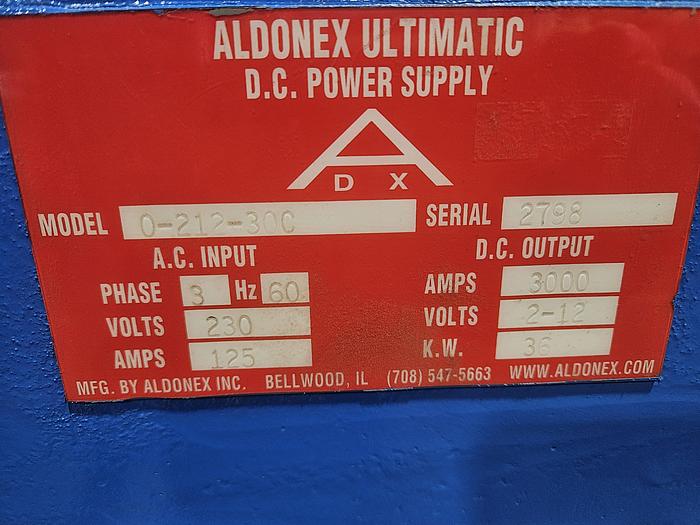 ALDONEX ULTIMATIC
D.C. POWER SUPPLY
A
D X
MODEL O-212-30C SERIAL 2798
A.C. INPUT D.C. OUTPUT
PHASE 3 Hz 60 AMPS 3000
VOLTS 230 VOLTS 2-12
AMPS 125 K.W. 36
MFG. BY ALDONEX INC. BELLWOOD, IL (708) 547-5663 WWW.ALDONEX.COM